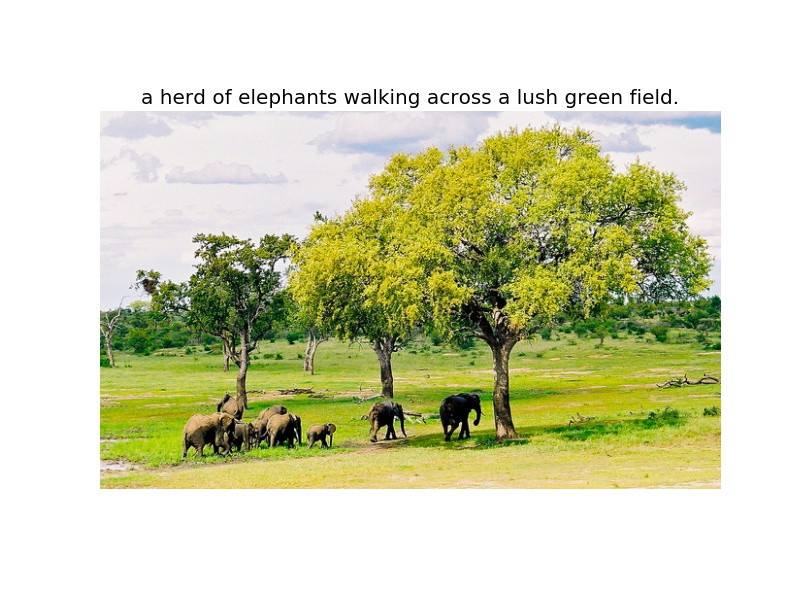 a herd of elephants walking across a lush green field.